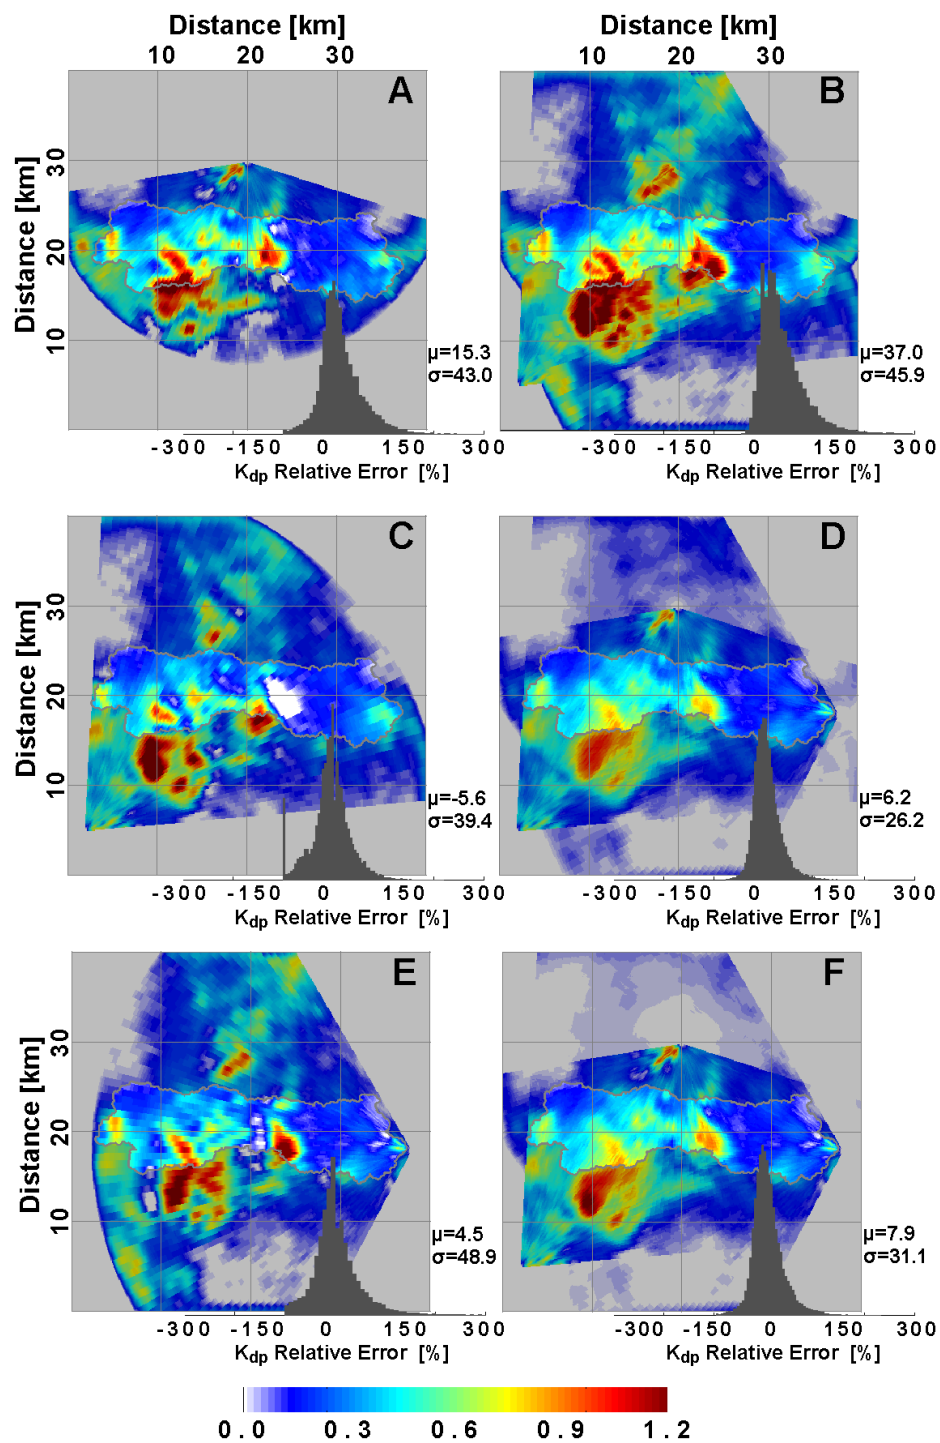 Distance [km]
10 20 30
Distance [km]
10 20 30
A
Distance [km]
30
20
10
μ=15.3
σ=43.0
-300 -150 0 150 300
Kdp Relative Error [%]
B
μ=37.0
σ=45.9
0 150 300
-300 -150
Kdp Relative Error [%]
C
Distance [km]
30
20
10
μ=-5.6
σ=39.4
-300 -150 0 150 300
Kdp Relative Error [%]
D
μ=6.2
σ=26.2
-300 -150 0 150 300
Kdp Relative Error [%]
E
Distance [km]
30
20
10
μ=4.5
σ=48.9
-300 -150 0 150 300
Kdp Relative Error [%]
F
μ=7.9
σ=31.1
-300 -150 0 150 300
Kdp Relative Error [%]
0.0 0.3 0.6 0.9 1.2